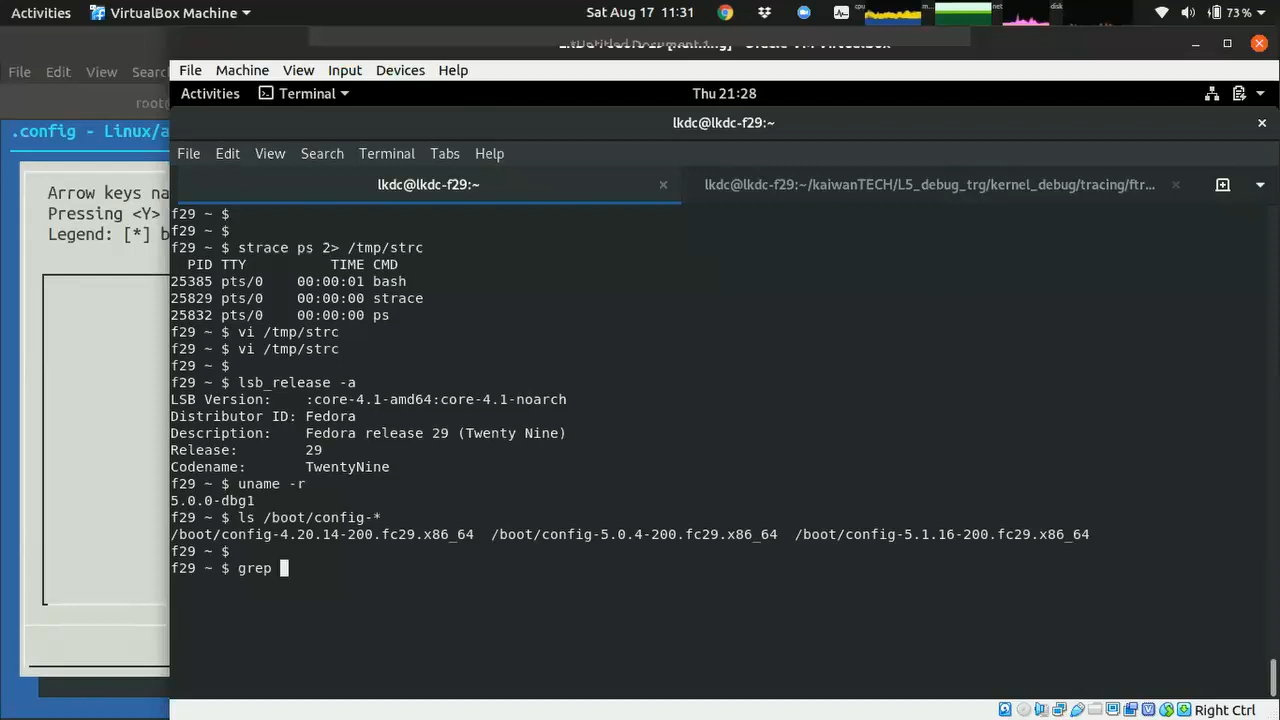 Activities VirtualBox Machine Sat Aug 17 11:31 cpu net disk 73 %
*Untitled Document 1
File Edit View Searc
File Machine View Input Devices Help
Activities Terminal Thu 21:28
root@
lkdc@lkdc-f29:~
.config - Linux/a
File Edit View Search Terminal Tabs Help
lkdc@lkdc-f29:~ lkdc@lkdc-f29:~/kaiwanTECH/L5_debug_trg/kernel_debug/tracing/ftr...
Arrow keys na
Pressing <Y>
Legend: [*] b
f29 ~ $
f29 ~ $
f29 ~ $ strace ps 2> /tmp/strc
PID TTY TIME CMD
25385 pts/0 00:00:01 bash
25829 pts/0 00:00:00 strace
25832 pts/0 00:00:00 ps
f29 ~ $ vi /tmp/strc
f29 ~ $ vi /tmp/strc
f29 ~ $
f29 ~ $ lsb_release -a
LSB Version: :core-4.1-amd64:core-4.1-noarch
Distributor ID: Fedora
Description: Fedora release 29 (Twenty Nine)
Release: 29
Codename: TwentyNine
f29 ~ $ uname -r
5.0.0-dbg1
f29 ~ $ ls /boot/config-*
/boot/config-4.20.14-200.fc29.x86_64 /boot/config-5.0.4-200.fc29.x86_64 /boot/config-5.1.16-200.fc29.x86_64
f29 ~ $
f29 ~ $ grep
Right Ctrl